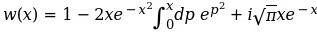 w(x) = 1 − 2xe^{−x^2} ∫_0^x dp e^{p^2} + i√π xe^{−x}